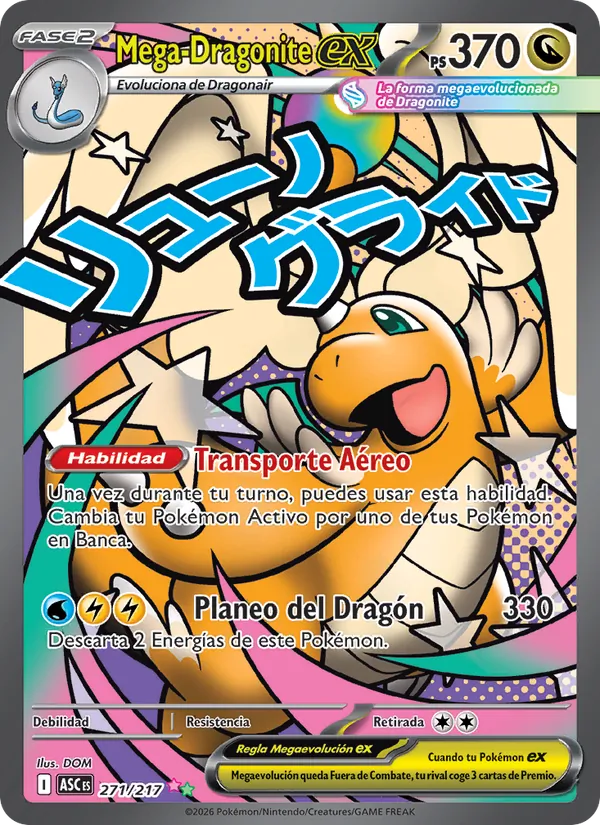 FASE2
Mega-Dragonite ex
PS370
Evoluciona de Dragonair
La forma megaevolucionada
de Dragonite
リューノ
グライド
Habilidad Transporte Aéreo
Una vez durante tu turno, puedes usar esta habilidad.
Cambia tu Pokémon Activo por uno de tus Pokémon
en Banca.
Planeo del Dragón 330
Descarta 2 Energías de este Pokémon.
Debilidad Resistencia Retirada
Ilus. DOM
Regla Megaevolución ex Cuando tu Pokémon ex
Megaevolución queda Fuera de Combate, tu rival coge 3 cartas de Premio.
I ASC ES 271/217
©2026 Pokémon/Nintendo/Creatures/GAME FREAK